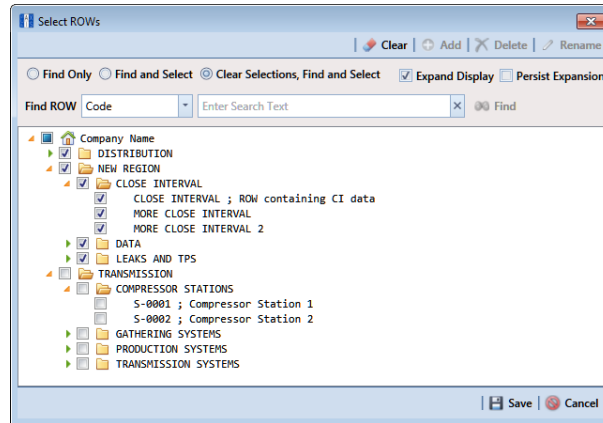 Select ROWs
Clear | Add | Delete | Rename
Find Only Find and Select Clear Selections, Find and Select Expand Display Persist Expansion
Find ROW Code Enter Search Text Find
Company Name
DISTRIBUTION
NEW REGION
CLOSE INTERVAL
CLOSE INTERVAL ; ROW containing CI data
MORE CLOSE INTERVAL
MORE CLOSE INTERVAL 2
DATA
LEAKS AND TPS
TRANSMISSION
COMPRESSOR STATIONS
S-0001 ; Compressor Station 1
S-0002 ; Compressor Station 2
GATHERING SYSTEMS
PRODUCTION SYSTEMS
TRANSMISSION SYSTEMS
Save | Cancel